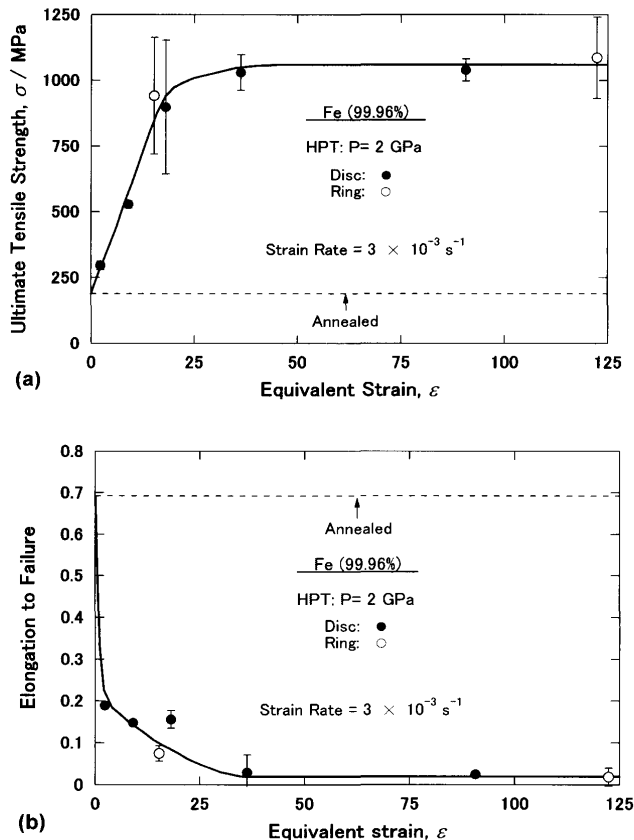 1250
1000
750
500
250
0
Ultimate Tensile Strength, σ / MPa
Fe (99.96%)
HPT: P= 2 GPa
Disc: ●
Ring: ○
Strain Rate = 3 × 10⁻³ s⁻¹
Annealed
0 25 50 75 100 125
(a)
Equivalent Strain, ε
0.8
0.7
0.6
0.5
0.4
0.3
0.2
0.1
0
Elongation to Failure
Annealed
Fe (99.96%)
HPT: P= 2 GPa
Disc: ●
Ring: ○
Strain Rate = 3 × 10⁻³ s⁻¹
0 25 50 75 100 125
(b)
Equivalent strain, ε